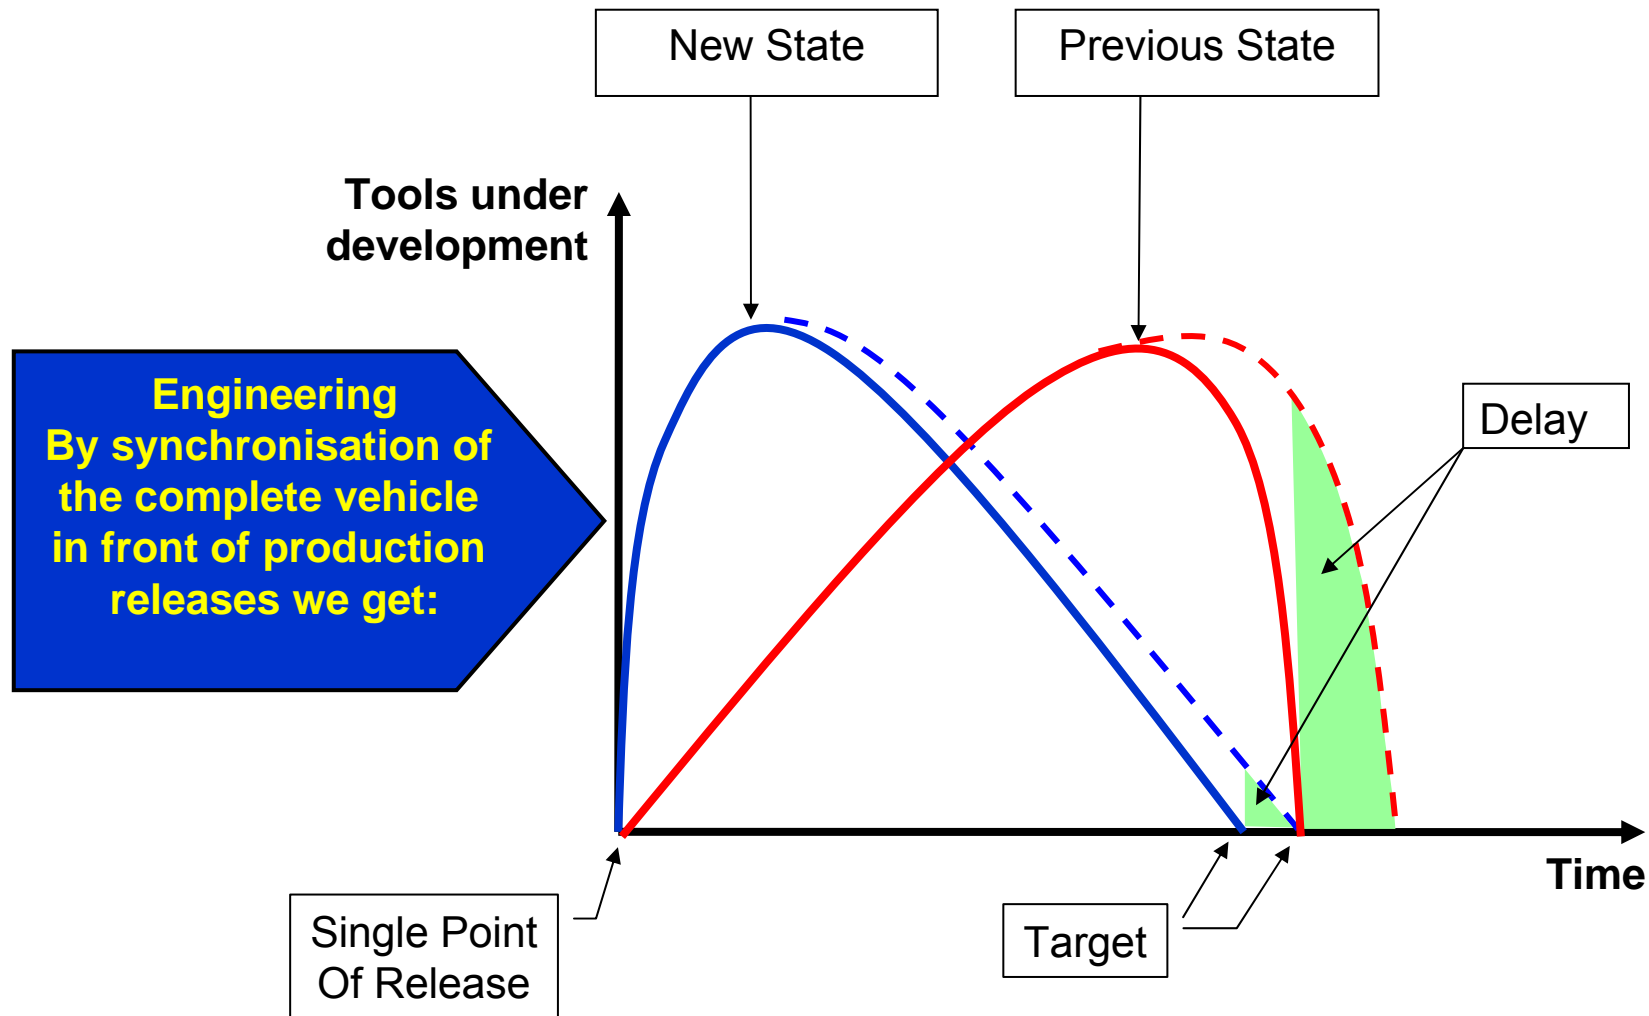 New State
Previous State
Tools under
development
Engineering
By synchronisation of
the complete vehicle
in front of production
releases we get:
Delay
Time
Single Point
Of Release
Target